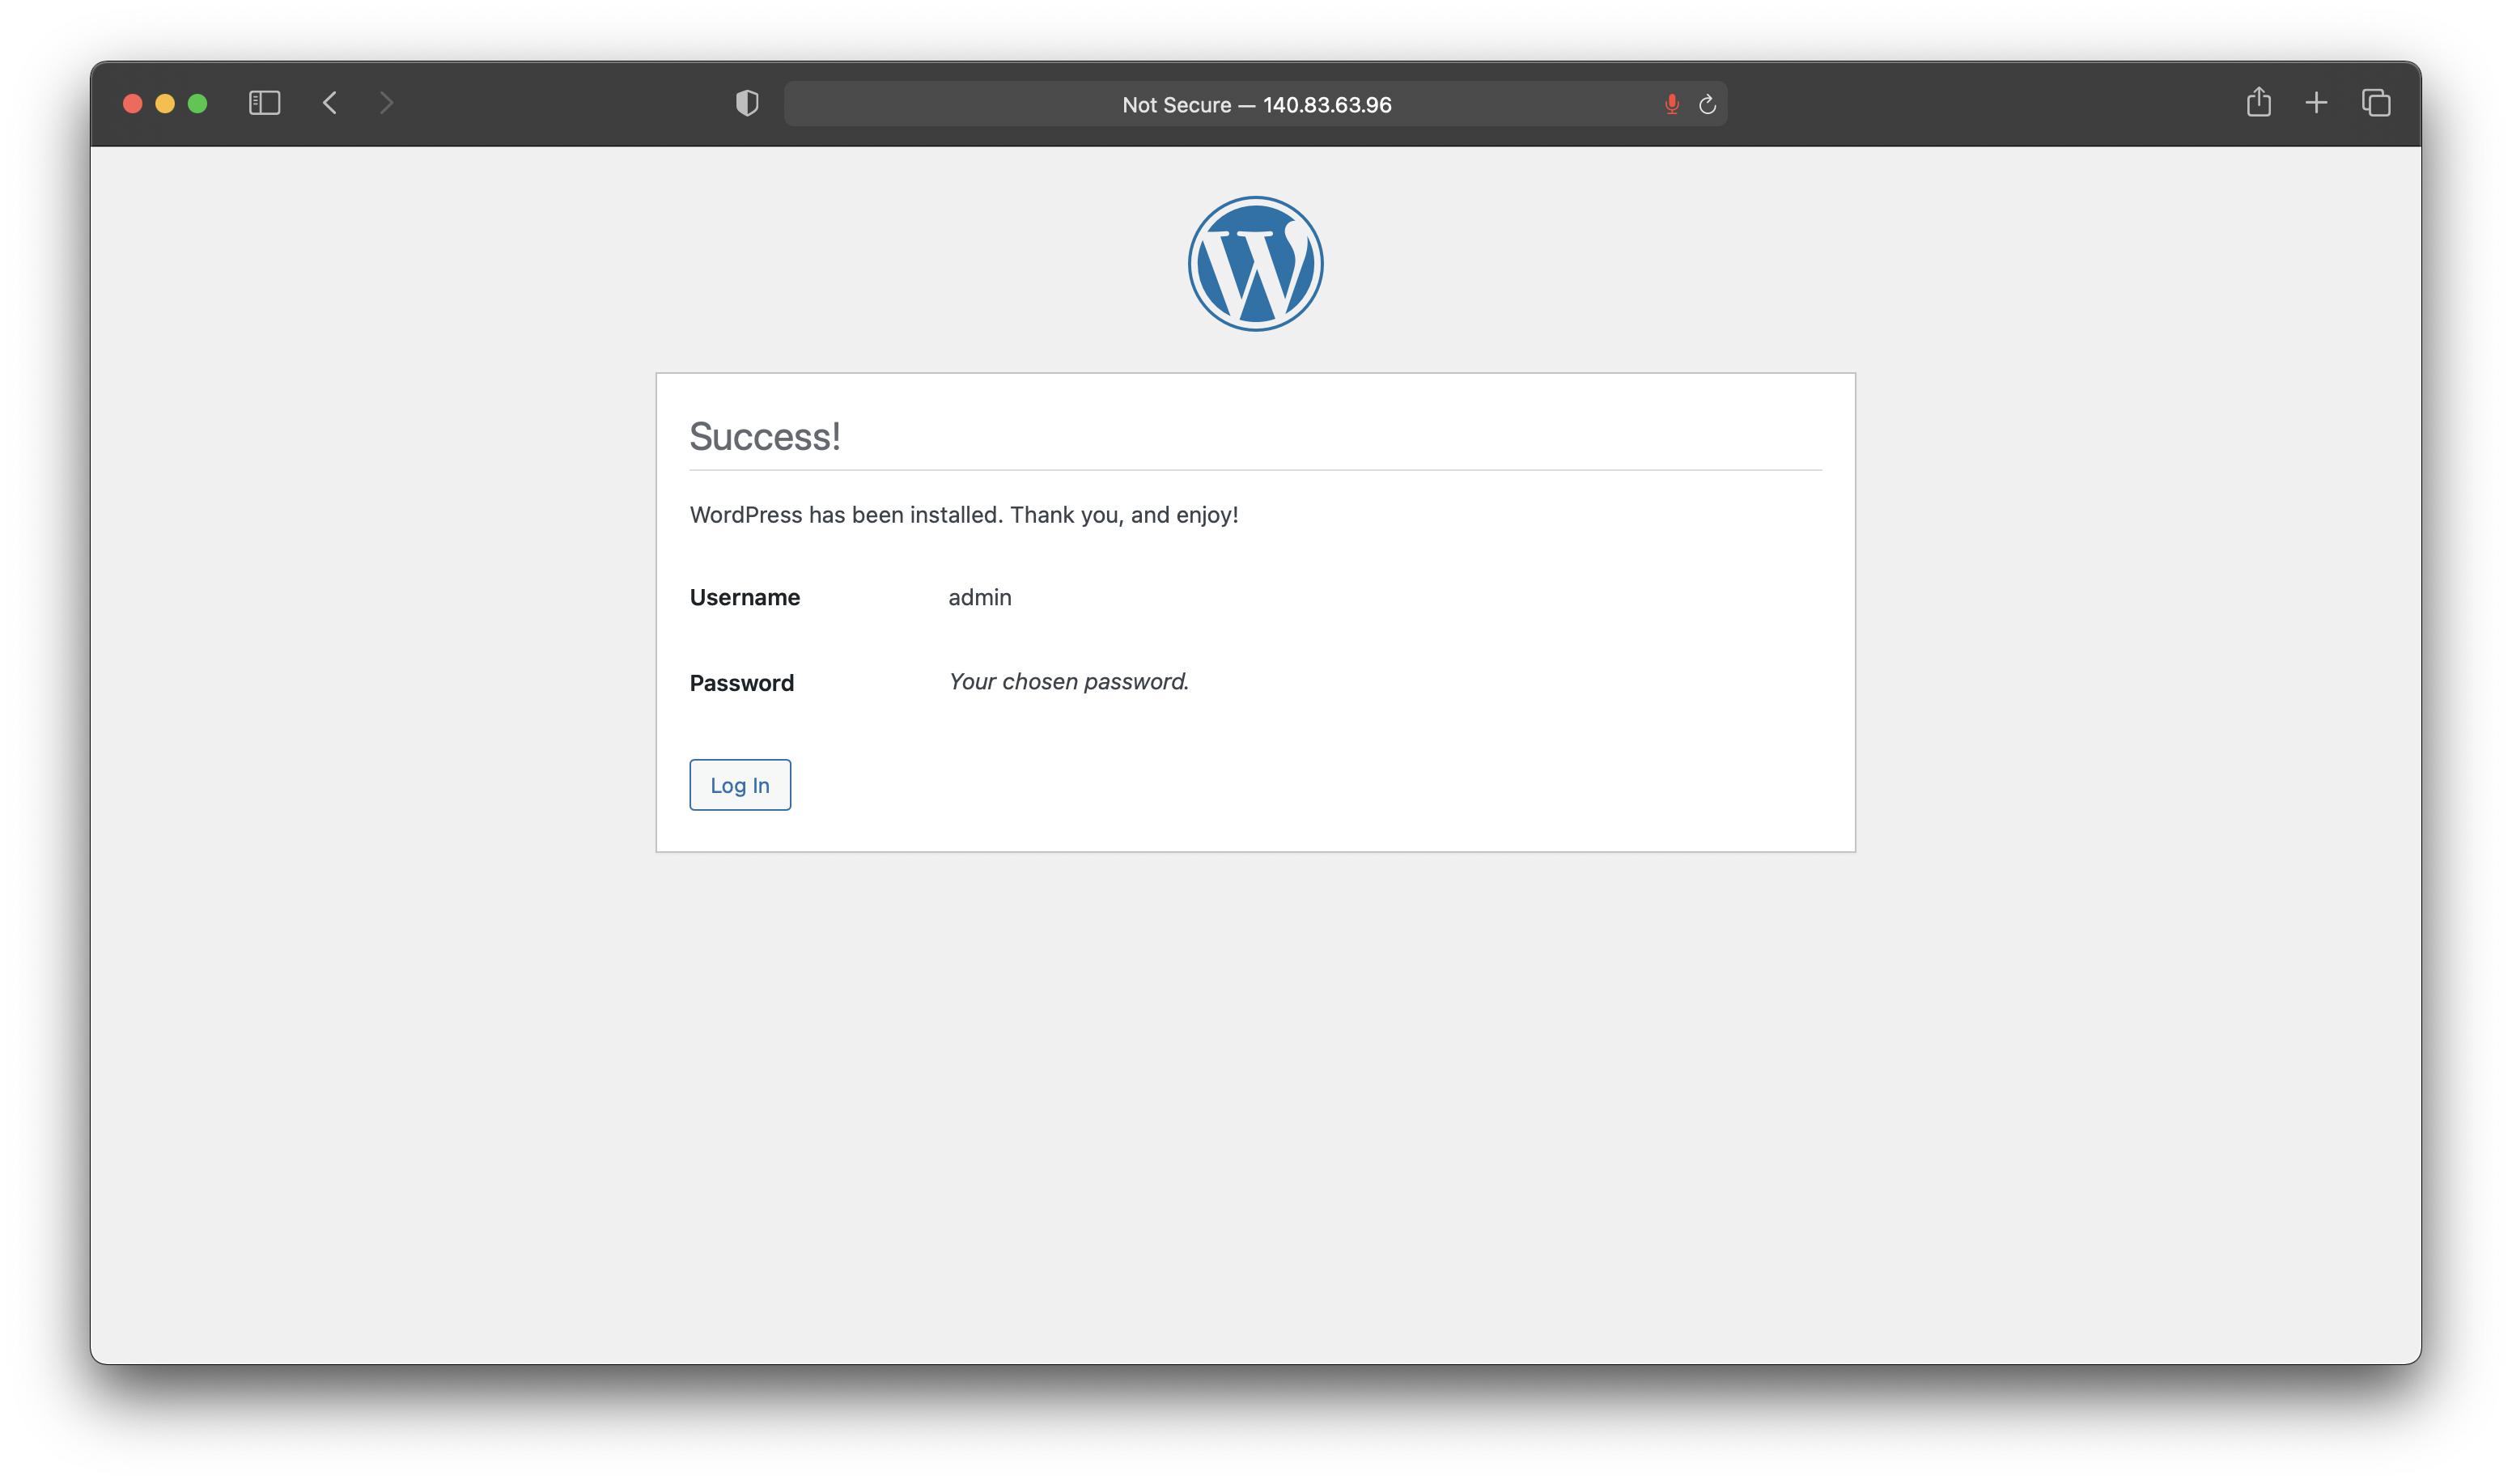 Not Secure — 140.83.63.96
Success!
WordPress has been installed. Thank you, and enjoy!
Username admin
Password Your chosen password.
Log In